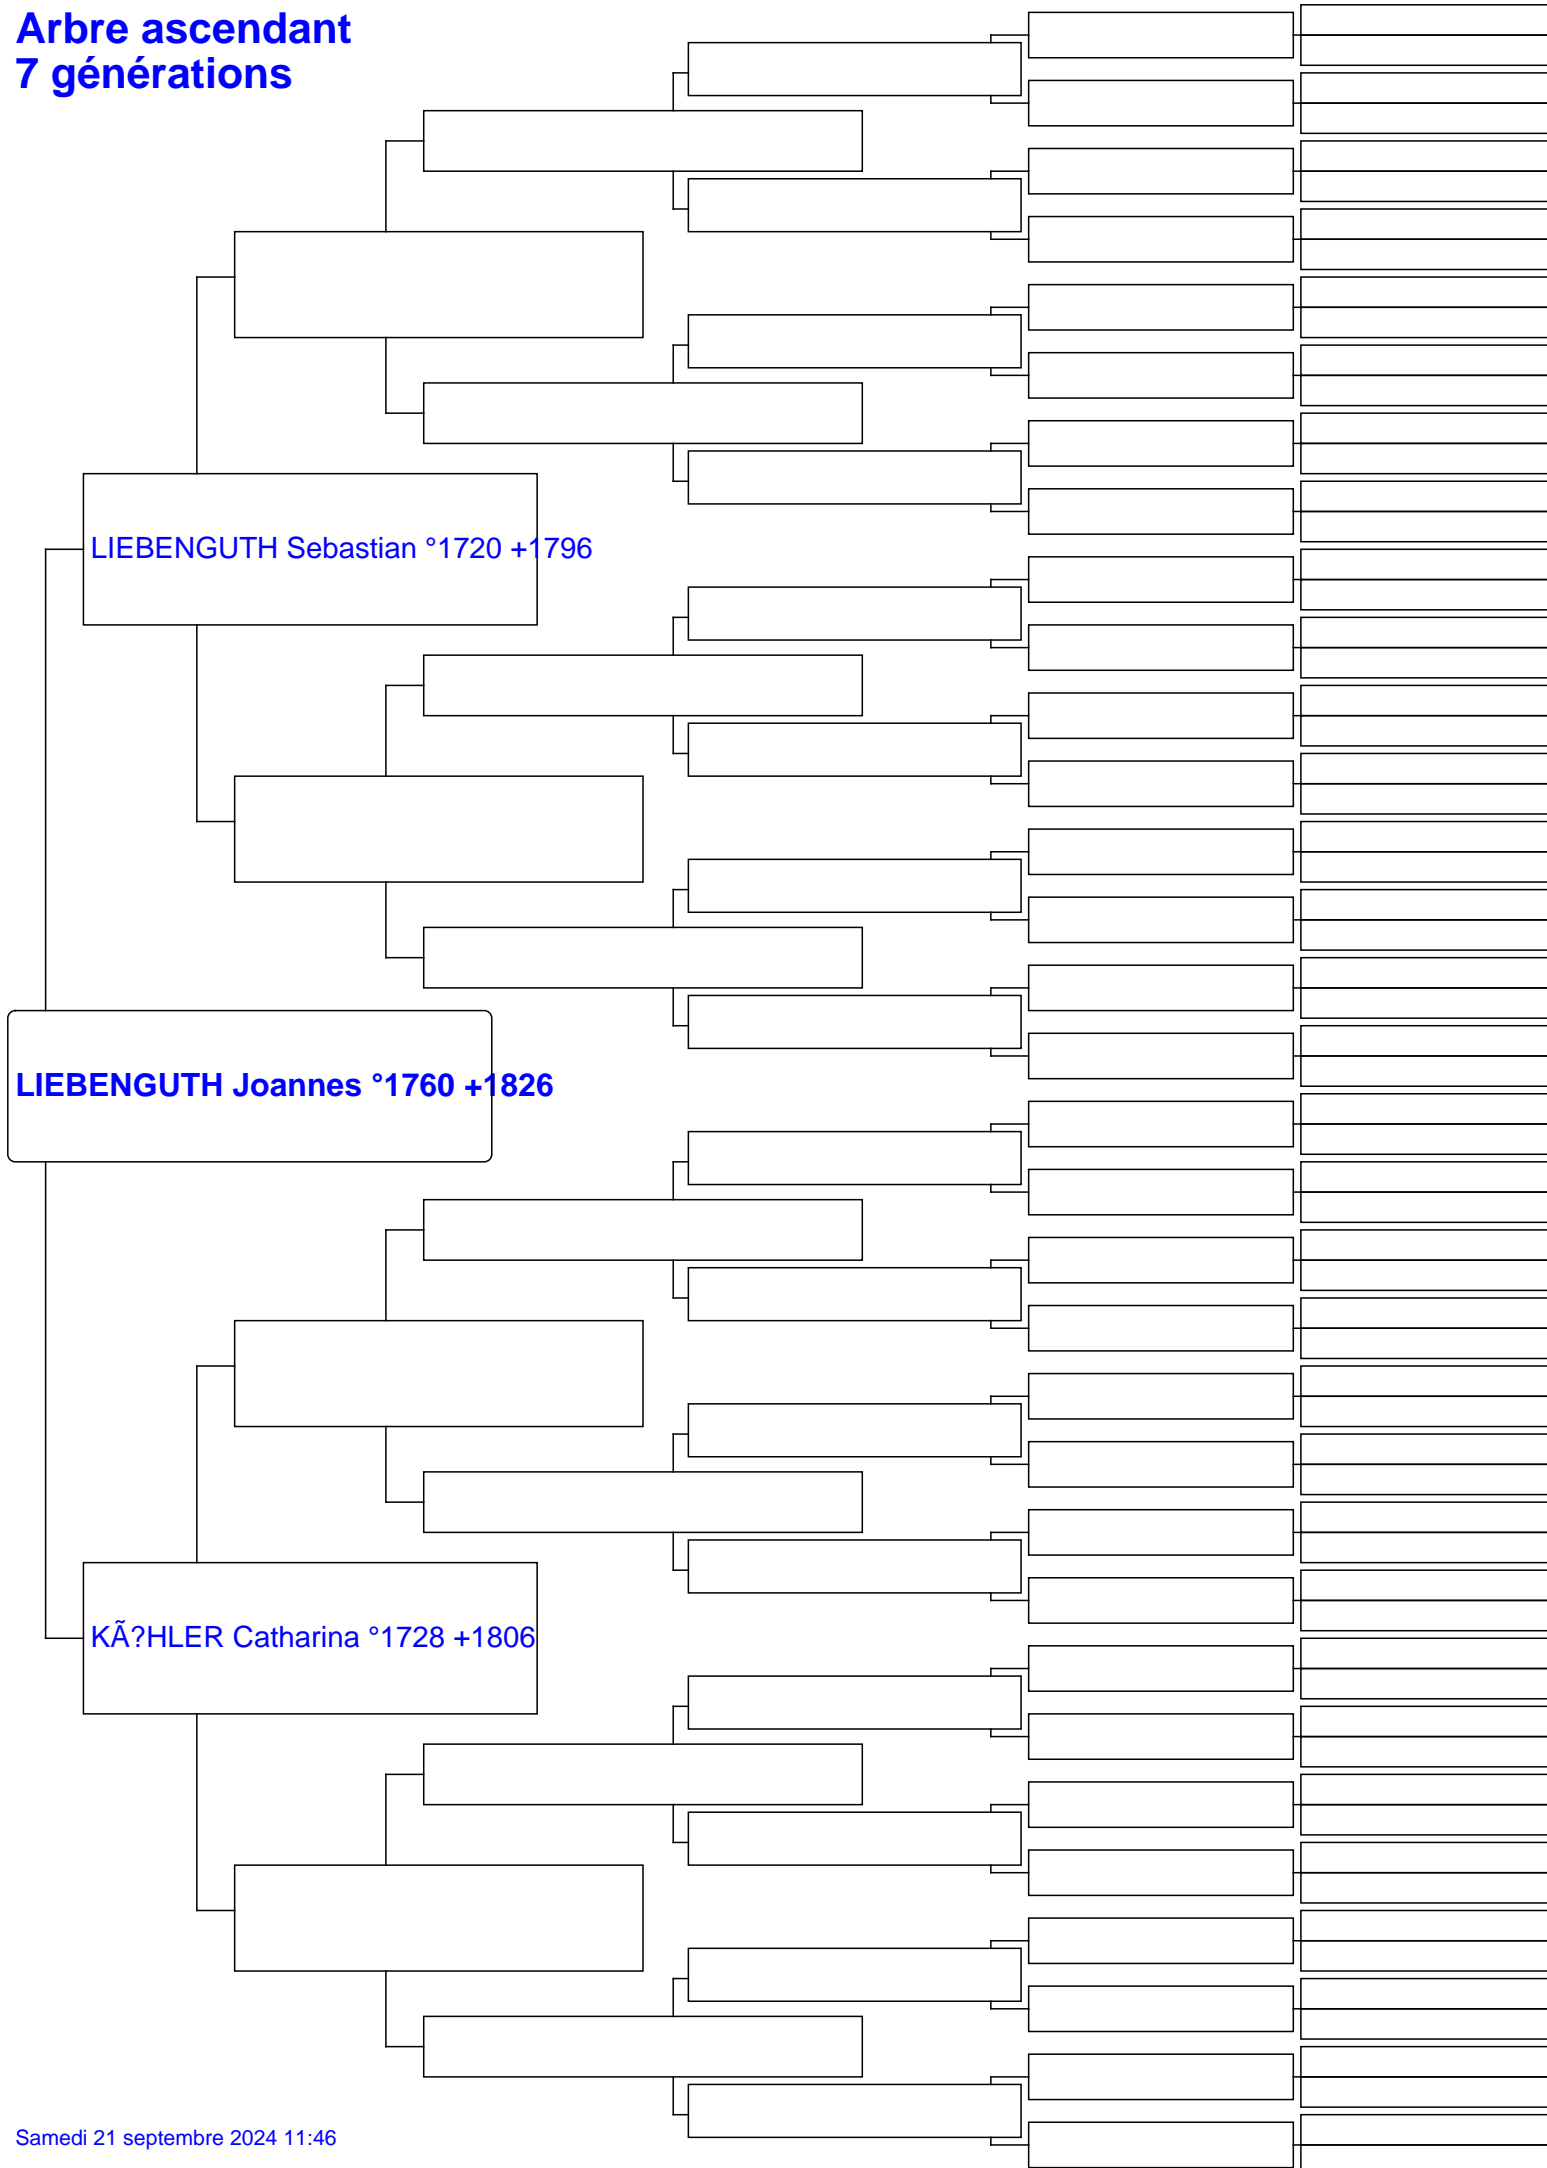 Arbre ascendant
7 générations
LIEBENGUTH Sebastian °1720 +1796
LIEBENGUTH Joannes °1760 +1826
KÃ?HLER Catharina °1728 +1806
Samedi 21 septembre 2024 11:46